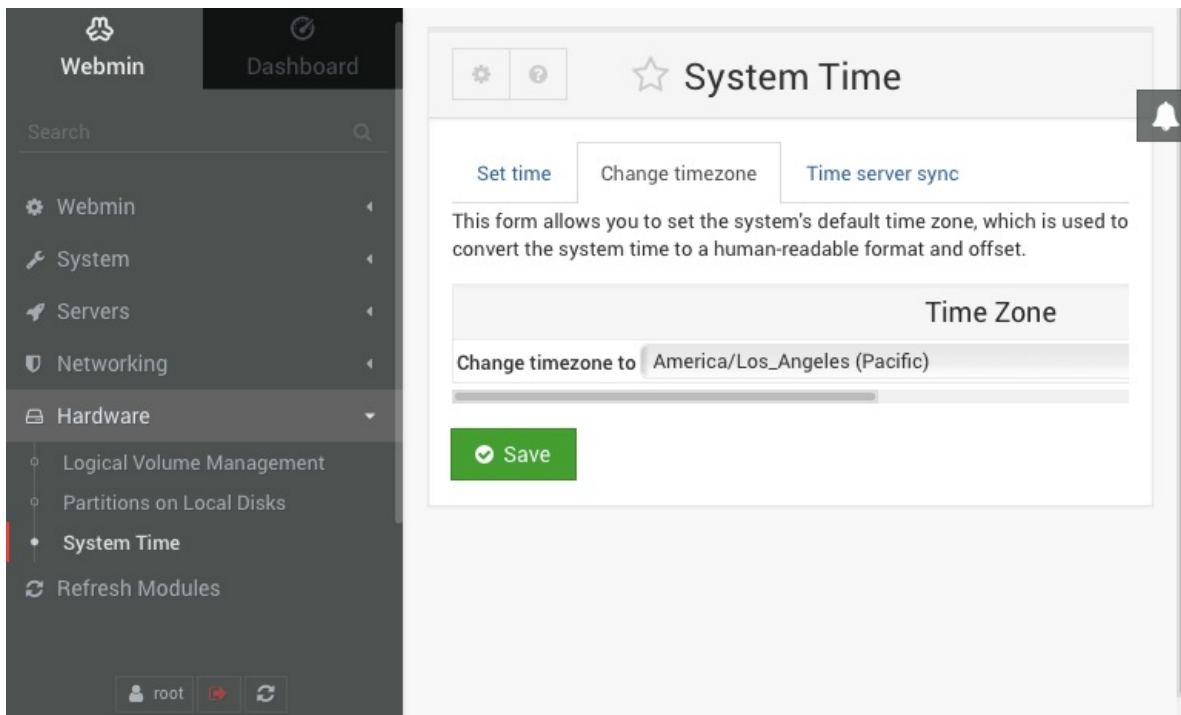 Webmin
Dashboard
Search
Webmin
System
Servers
Networking
Hardware
Logical Volume Management
Partitions on Local Disks
System Time
Refresh Modules
root
System Time
Set time
Change timezone
Time server sync
This form allows you to set the system's default time zone, which is used to
convert the system time to a human-readable format and offset.
Time Zone
Change timezone to America/Los_Angeles (Pacific)
Save